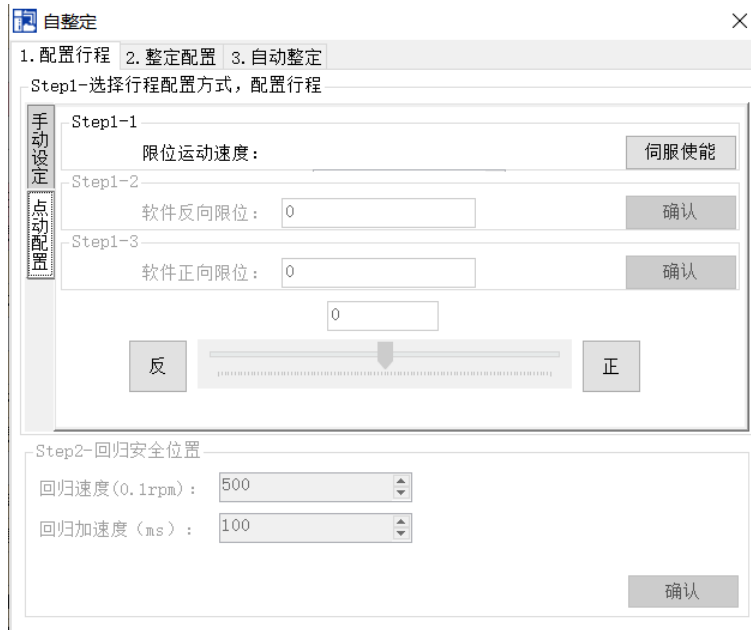 自整定
1.配置行程 2.整定配置 3.自动整定
Step1-选择行程配置方式，配置行程
手动设定
点动配置
Step1-1
限位运动速度： 伺服使能
Step1-2
软件反向限位： 0 确认
Step1-3
软件正向限位： 0 确认
0
反 正
Step2-回归安全位置
回归速度(0.1rpm)： 500
回归加速度（ms）： 100
确认